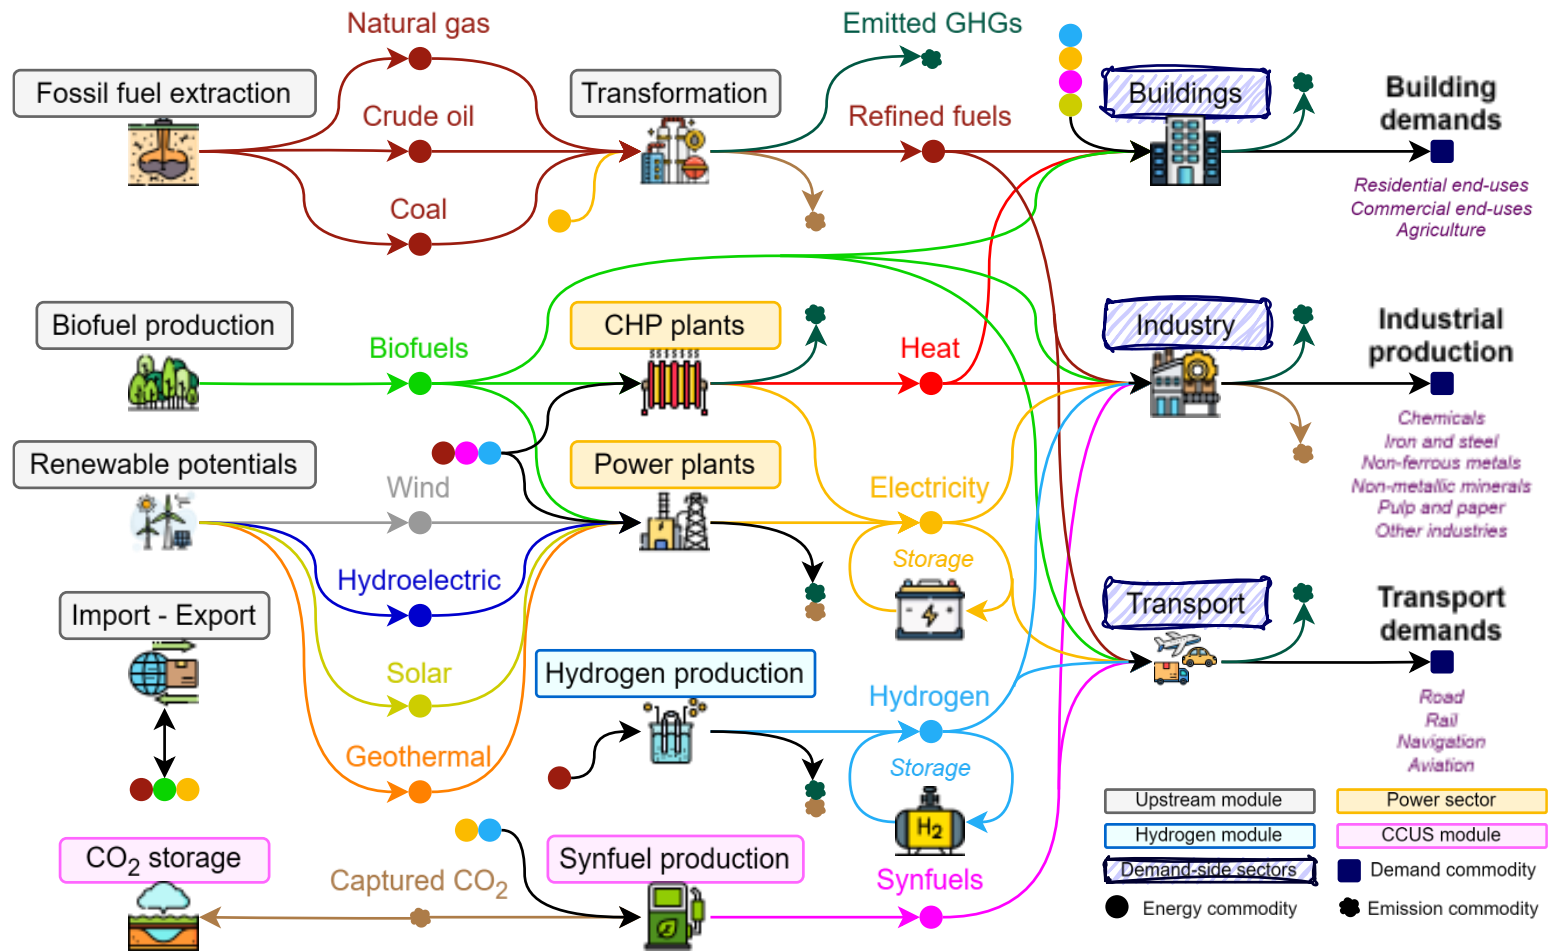 Natural gas
Emitted GHGs
Fossil fuel extraction
Transformation
Buildings
Building
demands
Crude oil
Refined fuels
Coal
Residential end-uses
Commercial end-uses
Agriculture
Biofuel production
CHP plants
Industry
Industrial
production
Biofuels
Heat
Chemicals
Iron and steel
Non-ferrous metals
Non-metallic minerals
Pulp and paper
Other industries
Renewable potentials
Power plants
Wind
Electricity
Storage
Hydroelectric
Import - Export
Transport
Transport
demands
Solar
Hydrogen production
Hydrogen
Road
Rail
Navigation
Aviation
Geothermal
Storage
H2
CO2 storage
Synfuel production
Captured CO2
Synfuels
Upstream module
Power sector
Hydrogen module
CCUS module
Demand-side sectors
Demand commodity
Energy commodity
Emission commodity